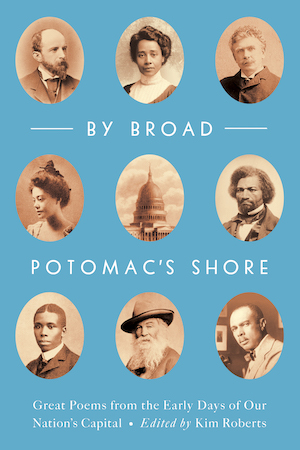 BY BROAD
POTOMAC'S SHORE
Great Poems from the Early Days of Our
Nation's Capital ★ Edited by Kim Roberts